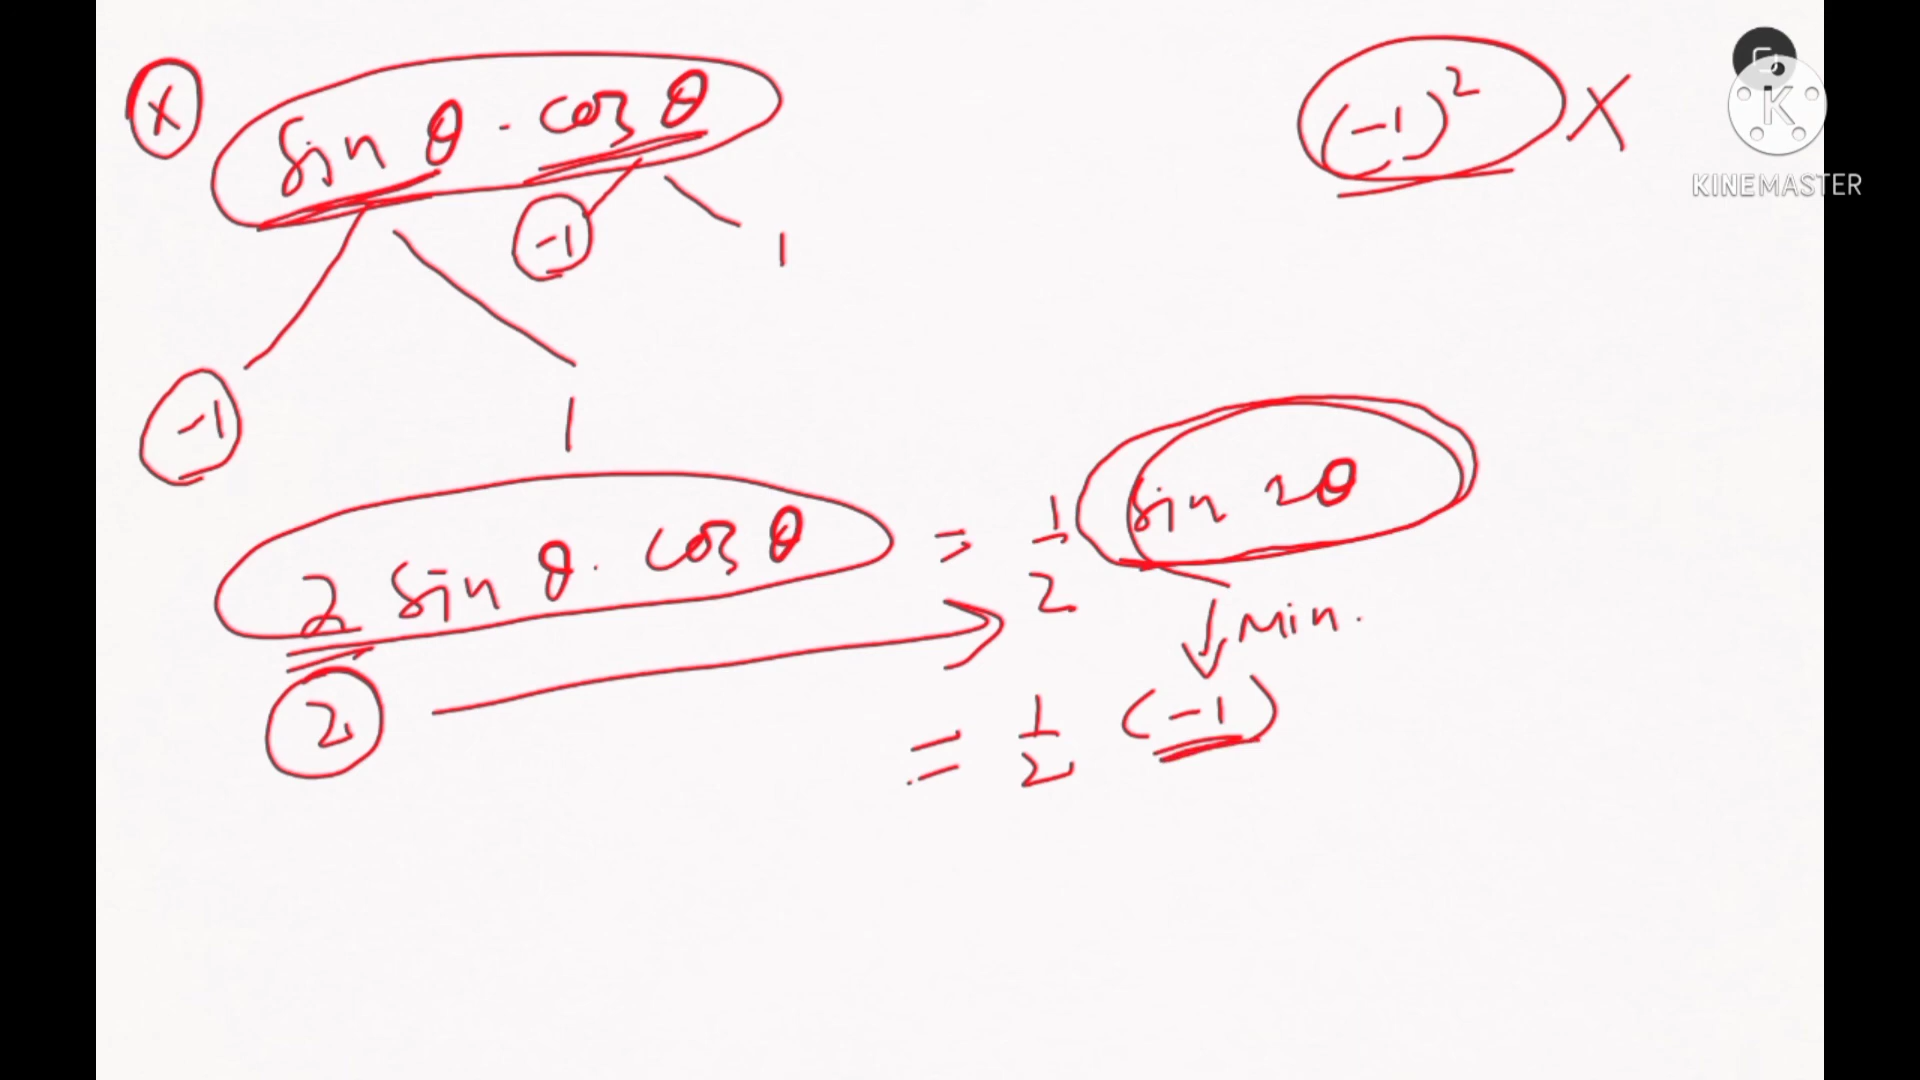 x sin θ · cos θ (-1)² X
K
KINEMASTER
-1 1
-1 1
2 sin θ · cos θ = 1/2 sin 2θ
2 Min.
= 1/2 (-1)